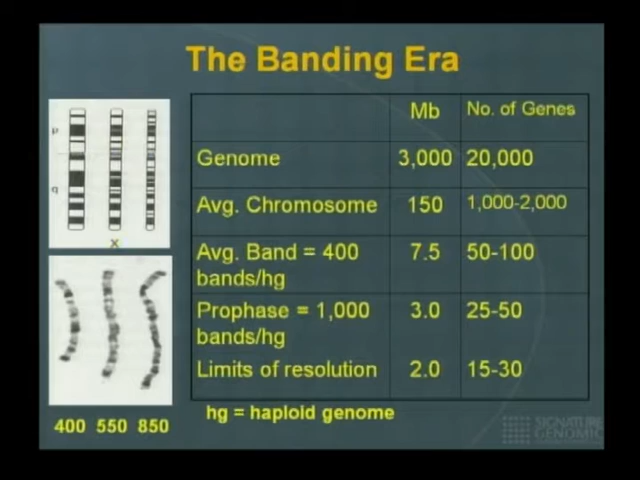 The Banding Era
Mb
No. of Genes
Genome
3,000
20,000
Avg. Chromosome
150
1,000-2,000
Avg. Band = 400
bands/hg
7.5
50-100
Prophase = 1,000
bands/hg
3.0
25-50
Limits of resolution
2.0
15-30
p
q
X
400 550 850
hg = haploid genome
SIGNATURE
GENOMIC